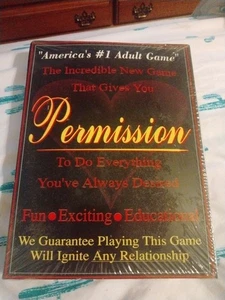 "America's #1 Adult Game"
The Incredible New Game
That Gives You
Permission
To Do Everything
You've Always Desired
Fun • Exciting • Educational
We Guarantee Playing This Game
Will Ignite Any Relationship